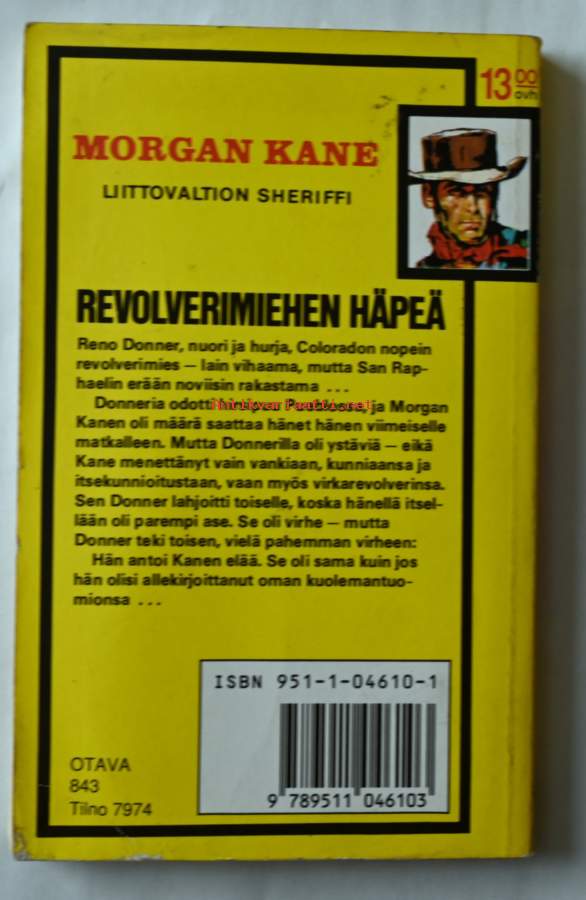 13 00
ovh
MORGAN KANE
LIITTOVALTION SHERIFFI
REVOLVERIMIEHEN HÄPEÄ
Reno Donner, nuori ja hurja, Coloradon nopein
revolverimies – lain vihaama, mutta San Rap-
haelin erään noviisin rakastama ...
Donneria odotti ja Morgan
Kanen oli määrä saattaa hänet hänen viimeiselle
matkalleen. Mutta Donnerilla oli ystäviä – eikä
Kane menettänyt vain vankiaan, kunniaansa ja
itsekunnioitustaan, vaan myös virkarevolverinsa.
Sen Donner lahjoitti toiselle, koska hänellä itsel-
lään oli parempi ase. Se oli virhe – mutta
Donner teki toisen, vielä pahemman virheen:
Hän antoi Kanen elää. Se oli sama kuin jos
hän olisi allekirjoittanut oman kuolemantuo-
mionsa ...
ISBN 951-1-04610-1
9 789511 046103
OTAVA
843
Tilno 7974